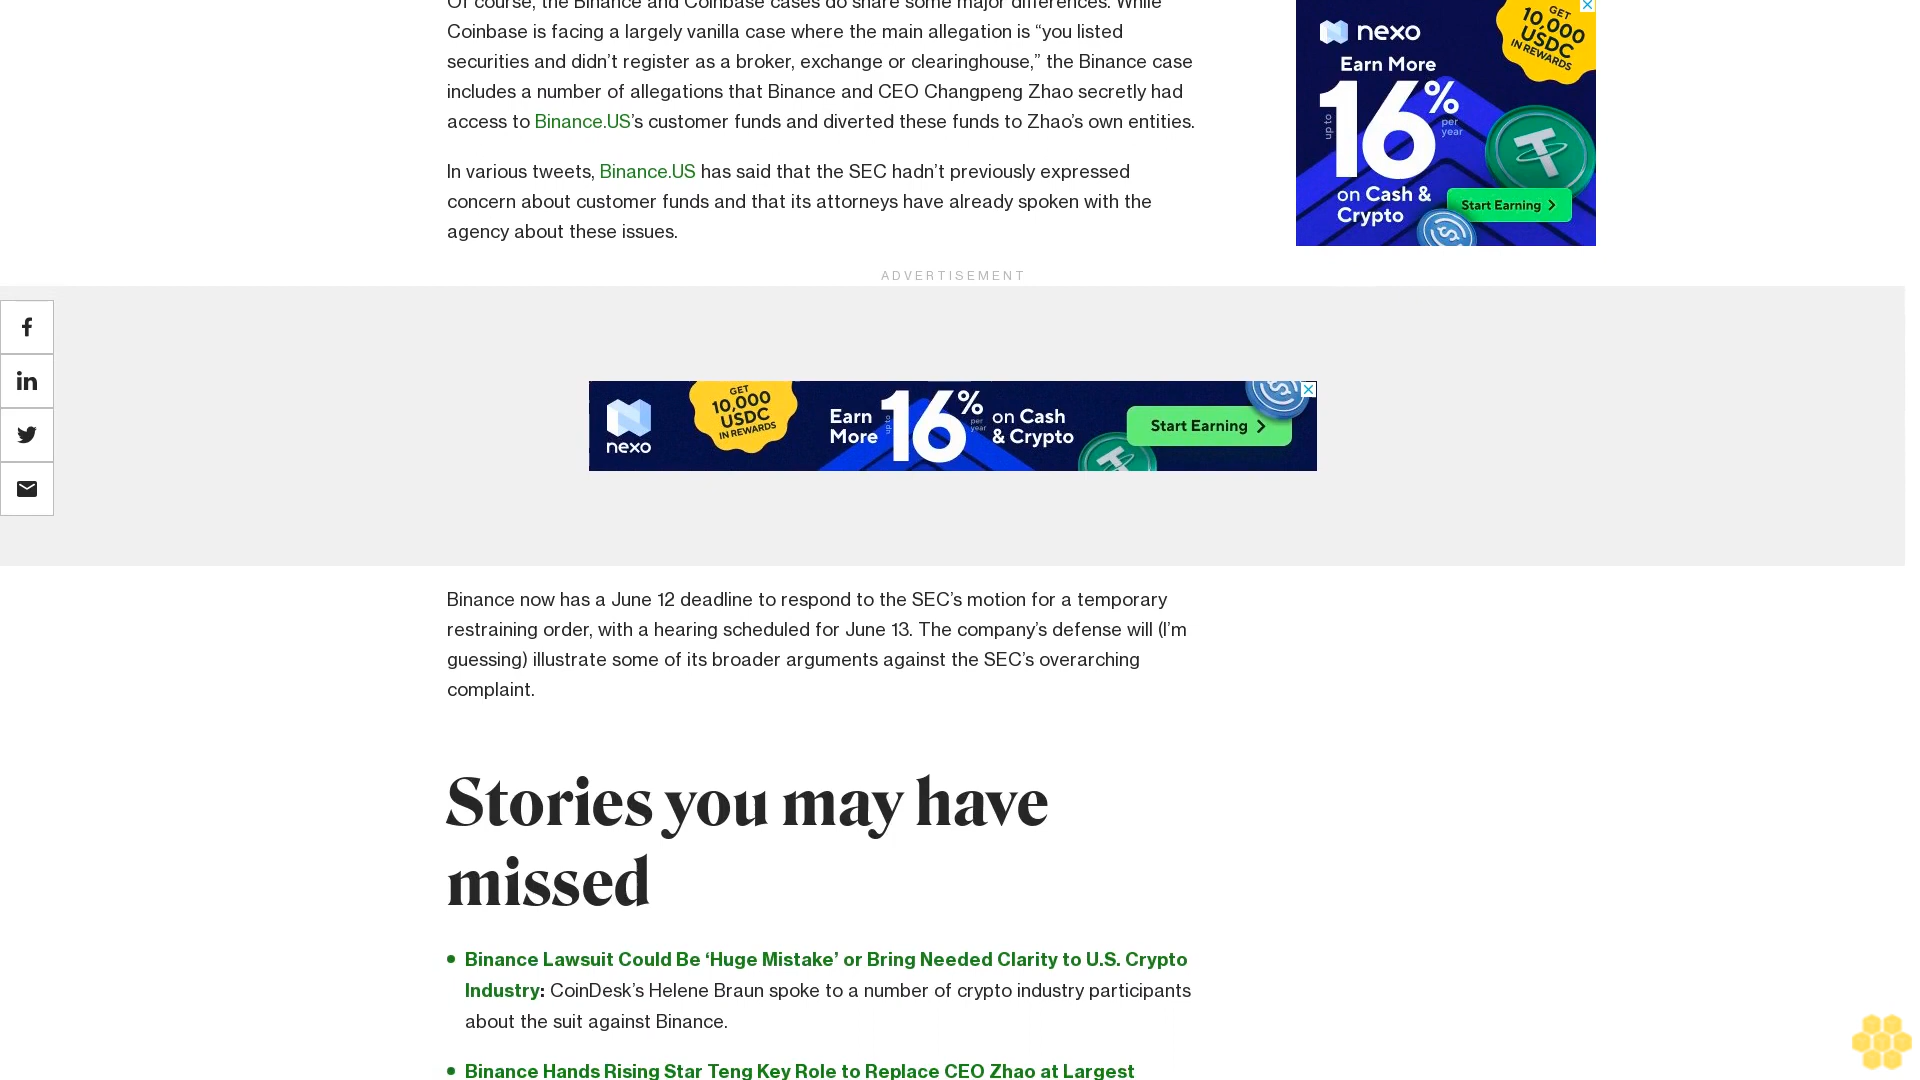 Of course, the Binance and Coinbase cases do share some major differences. While
Coinbase is facing a largely vanilla case where the main allegation is “you listed
securities and didn’t register as a broker, exchange or clearinghouse,” the Binance case
includes a number of allegations that Binance and CEO Changpeng Zhao secretly had
access to Binance.US’s customer funds and diverted these funds to Zhao’s own entities.
In various tweets, Binance.US has said that the SEC hadn’t previously expressed
concern about customer funds and that its attorneys have already spoken with the
agency about these issues.
nexo
GET
10,000
USDC
IN REWARDS
Earn More
up to
16%
per
year
on Cash &
Crypto
Start Earning
ADVERTISEMENT
nexo
GET
10,000
USDC
IN REWARDS
Earn
More
up to
16%
per
year
on Cash
& Crypto
Start Earning
Binance now has a June 12 deadline to respond to the SEC’s motion for a temporary
restraining order, with a hearing scheduled for June 13. The company’s defense will (I’m
guessing) illustrate some of its broader arguments against the SEC’s overarching
complaint.
Stories you may have
missed
Binance Lawsuit Could Be ‘Huge Mistake’ or Bring Needed Clarity to U.S. Crypto
Industry: CoinDesk’s Helene Braun spoke to a number of crypto industry participants
about the suit against Binance.
Binance Hands Rising Star Teng Key Role to Replace CEO Zhao at Largest